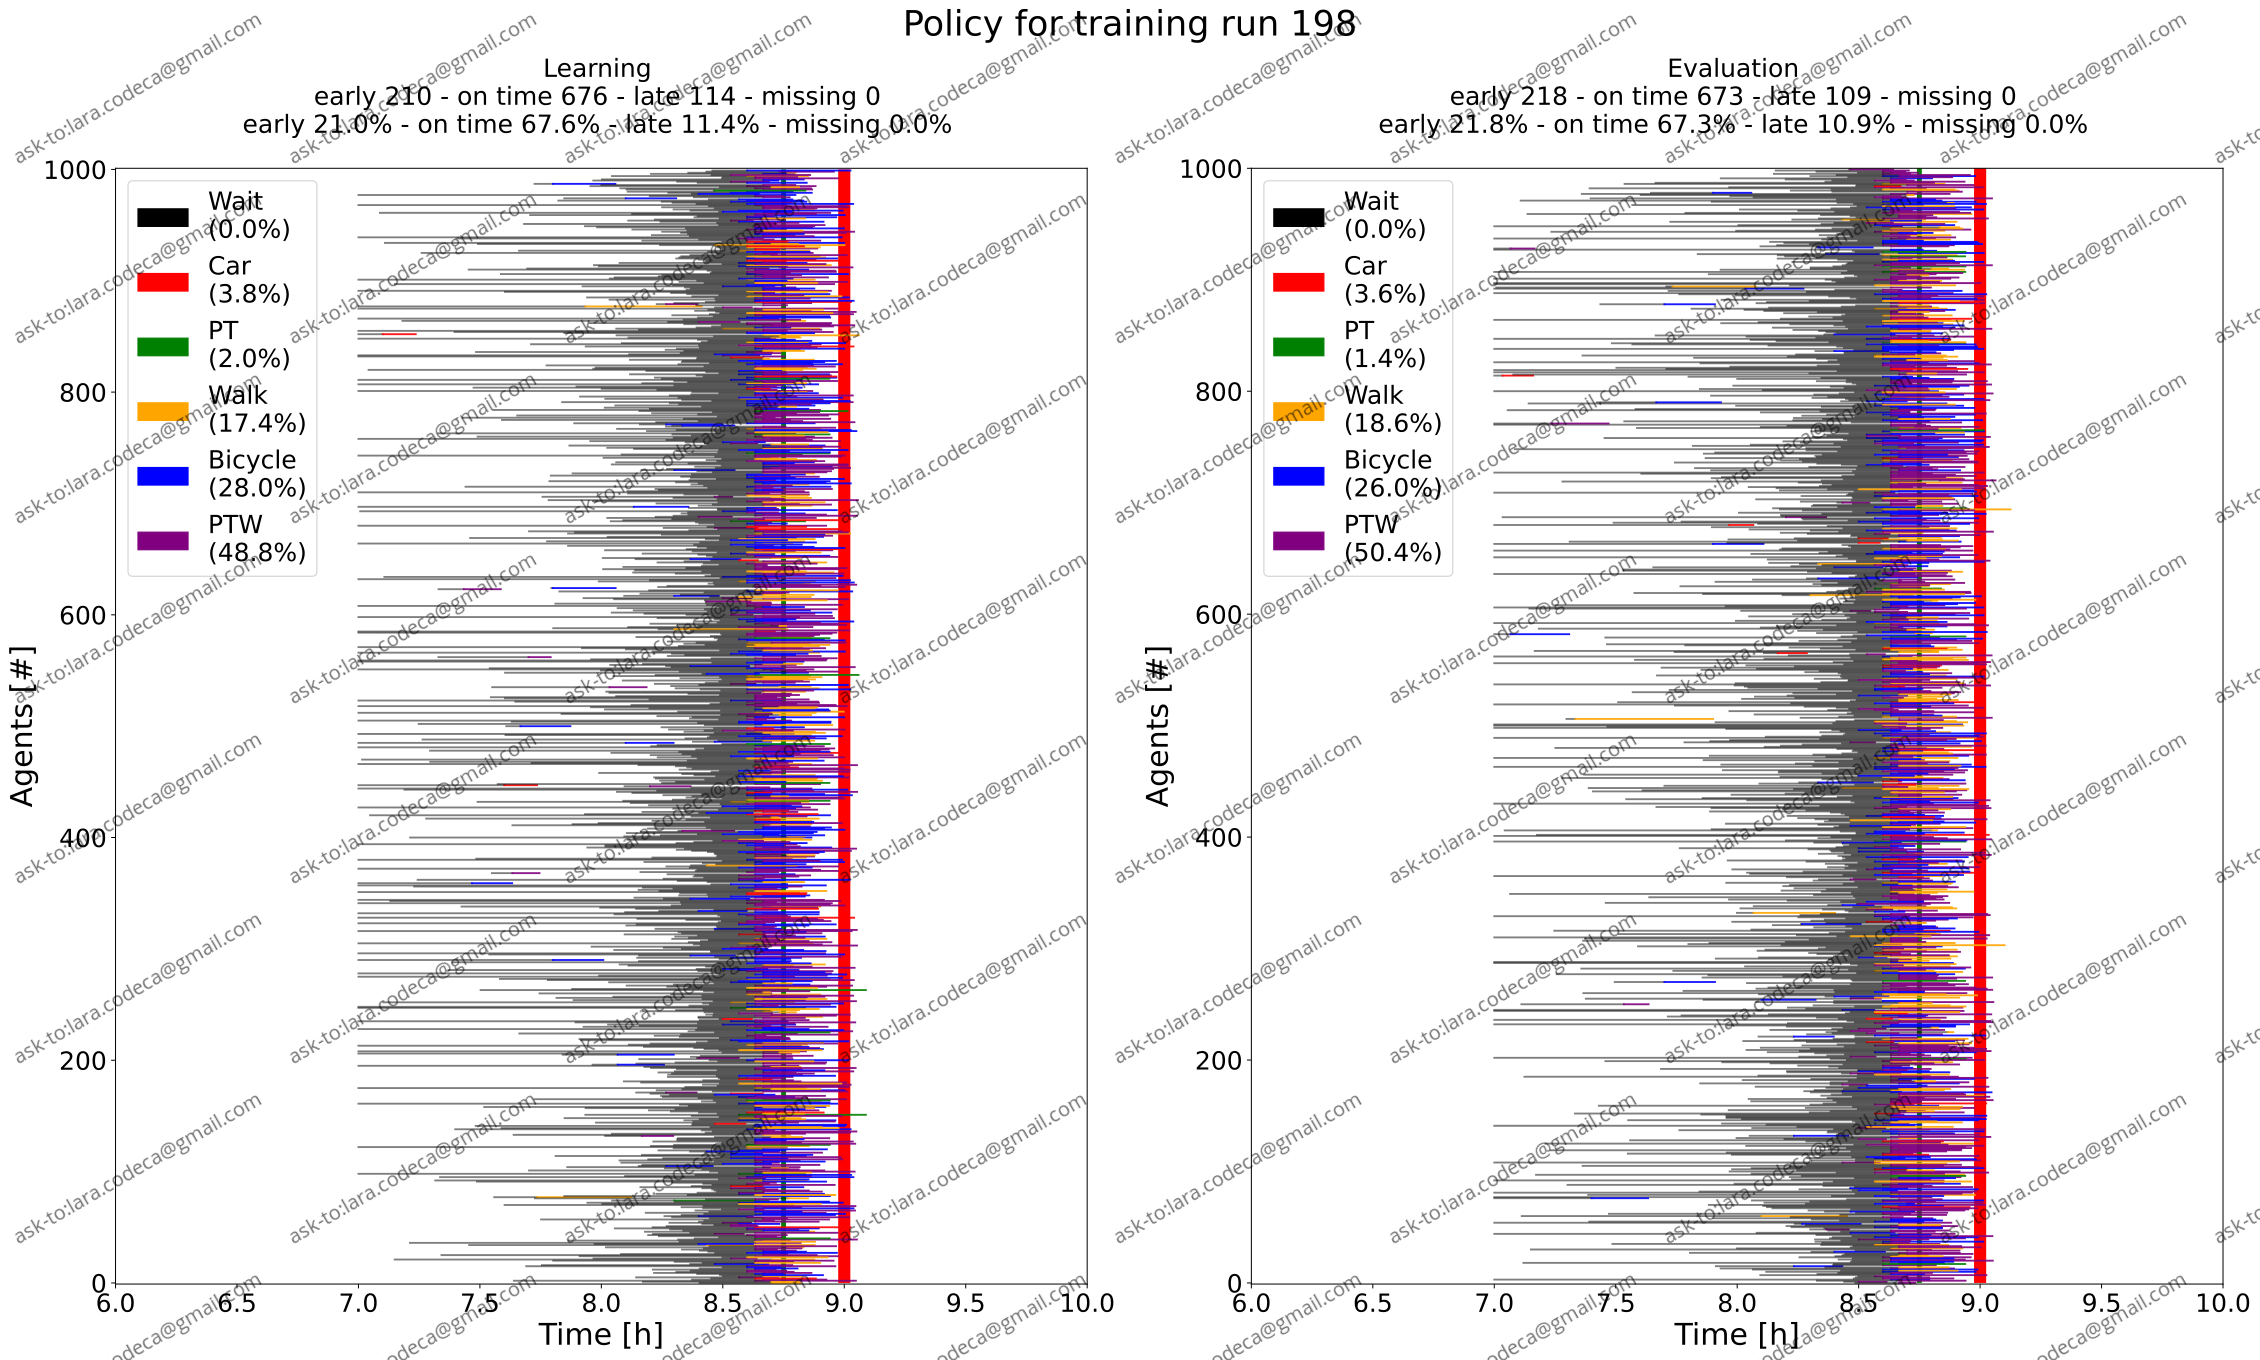 Policy for training run 198
Learning
early 210 - on time 676 - late 114 - missing 0
early 21.0% - on time 67.6% - late 11.4% - missing 0.0%
1000
800
600
400
200
0
Agents [#]
Wait
(0.0%)
Car
(3.8%)
PT
(2.0%)
Walk
(17.4%)
Bicycle
(28.0%)
PTW
(48.8%)
6.0 6.5 7.0 7.5 8.0 8.5 9.0 9.5 10.0
Time [h]
Evaluation
early 218 - on time 673 - late 109 - missing 0
early 21.8% - on time 67.3% - late 10.9% - missing 0.0%
1000
800
600
400
200
0
Agents [#]
Wait
(0.0%)
Car
(3.6%)
PT
(1.4%)
Walk
(18.6%)
Bicycle
(26.0%)
PTW
(50.4%)
6.0 6.5 7.0 7.5 8.0 8.5 9.0 9.5 10.0
Time [h]
ask-to:lara.codeca@gmail.com